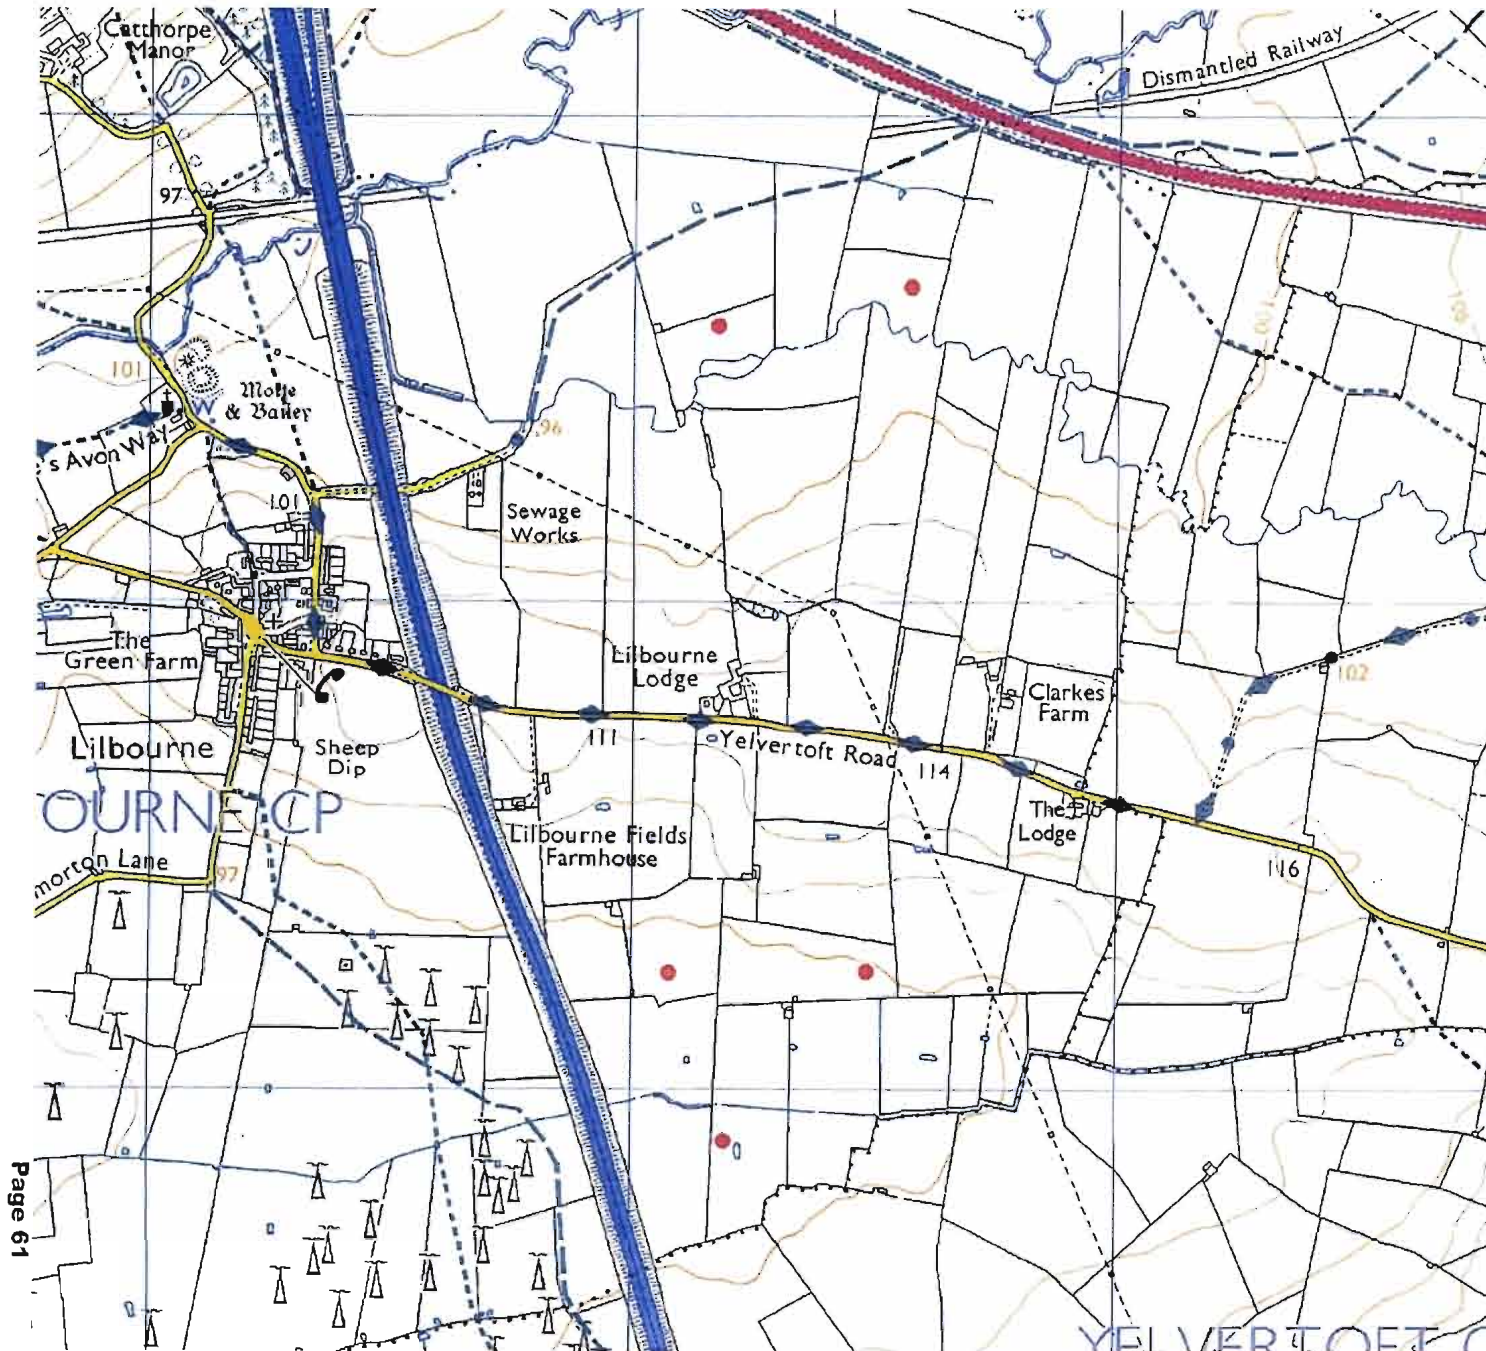 Catthorpe
Manor
Dismantled Railway
97
100
101
Motte
& Bailey
W
's Avon Way
96
101
Sewage
Works
The
Green Farm
Lilbourne
Lodge
Clarkes
Farm
102
Lilbourne
Sheep
Dip
111
Yelvertoft Road
114
OURNE CP
The
Lodge
Lilbourne Fields
Farmhouse
116
morton Lane
97
Page 61
YELVERTOFT C